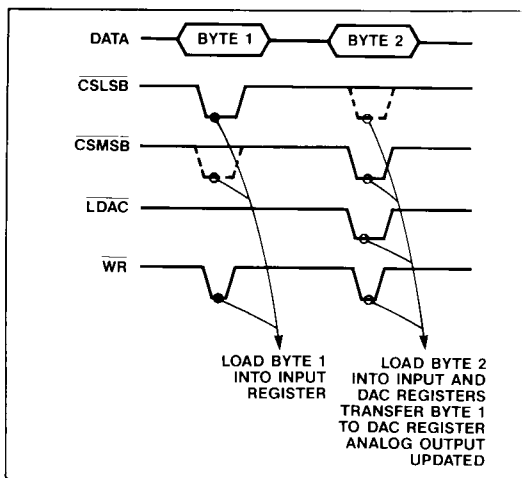 DATA
BYTE 1
BYTE 2
CSLSB
CSMSB
LDAC
WR
LOAD BYTE 1
INTO INPUT
REGISTER
LOAD BYTE 2
INTO INPUT AND
DAC REGISTERS
TRANSFER BYTE 1
TO DAC REGISTER
ANALOG OUTPUT
UPDATED